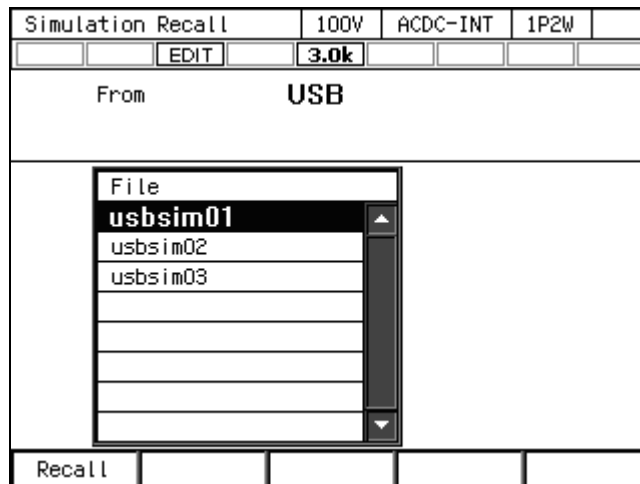 Simulation Recall 100V ACDC-INT 1P2W
EDIT 3.0k
From USB
File
usbsim01
usbsim02
usbsim03
Recall